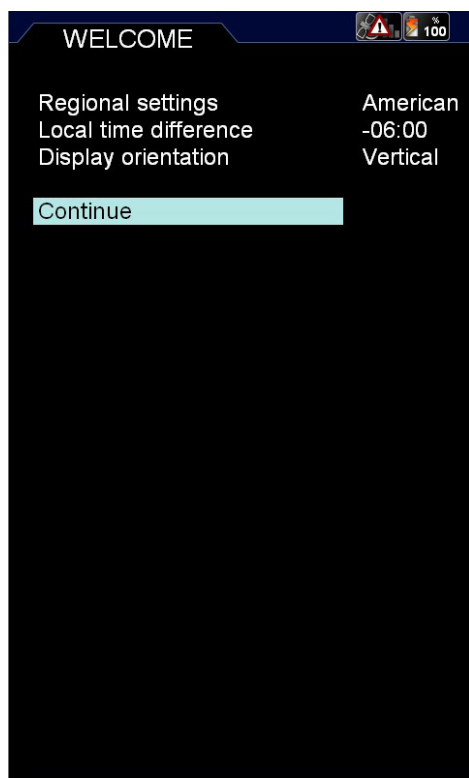 WELCOME
%
100
Regional settings American
Local time difference -06:00
Display orientation Vertical
Continue